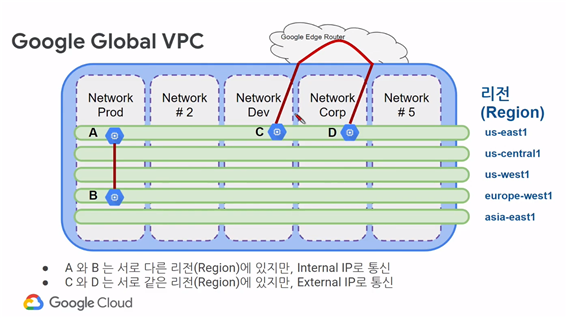 Google Global VPC
Google Edge Router
Network
Prod
Network
# 2
Network
Dev
Network
Corp
Network
# 5
리전
(Region)
A
C
D
us-east1
us-central1
us-west1
B
europe-west1
asia-east1
● A 와 B 는 서로 다른 리전(Region)에 있지만, Internal IP로 통신
● C 와 D 는 서로 같은 리전(Region)에 있지만, External IP로 통신
Google Cloud